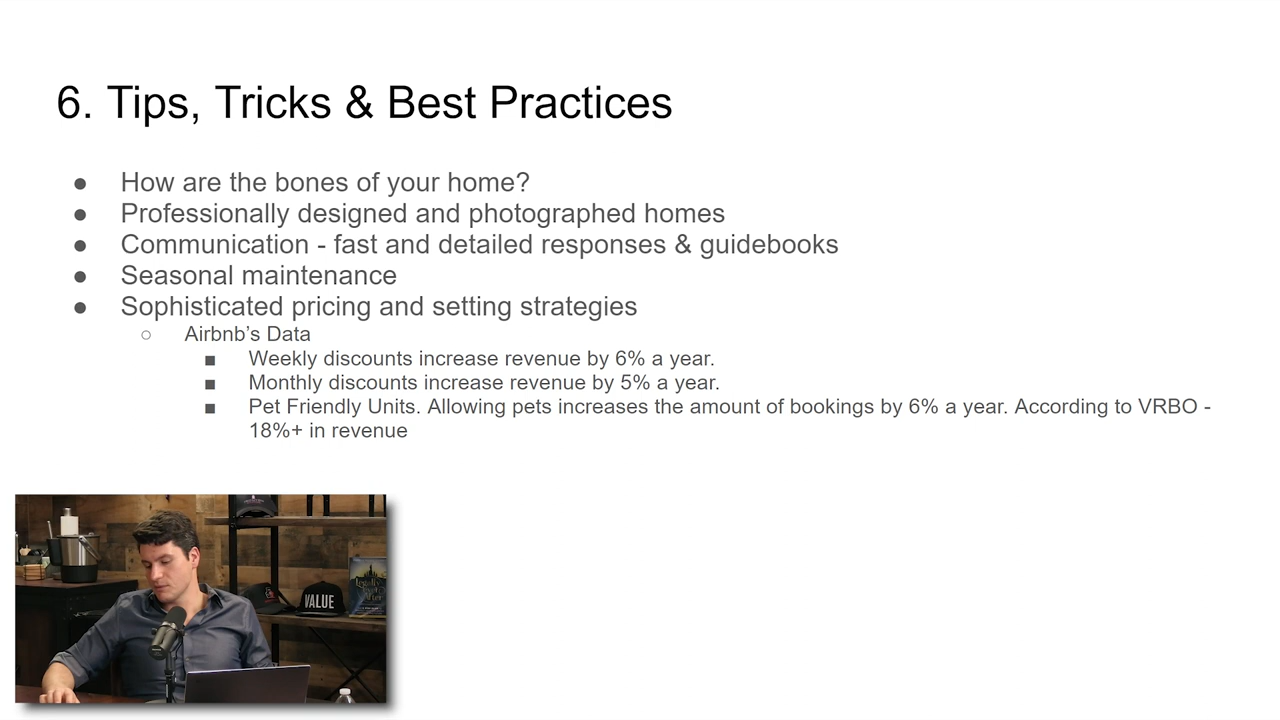 6. Tips, Tricks & Best Practices
● How are the bones of your home?
● Professionally designed and photographed homes
● Communication - fast and detailed responses & guidebooks
● Seasonal maintenance
● Sophisticated pricing and setting strategies
○ Airbnb’s Data
■ Weekly discounts increase revenue by 6% a year.
■ Monthly discounts increase revenue by 5% a year.
■ Pet Friendly Units. Allowing pets increases the amount of bookings by 6% a year. According to VRBO -
18%+ in revenue
VALUE